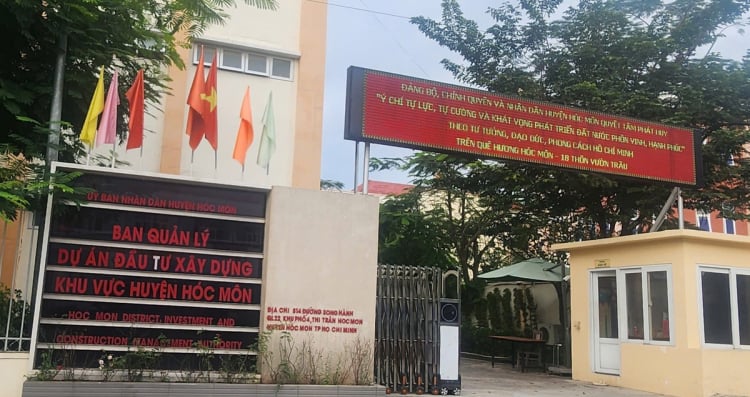 ỦY BAN NHÂN DÂN HUYỆN HÓC MÔN
BAN QUẢN LÝ
DỰ ÁN ĐẦU TƯ XÂY DỰNG
KHU VỰC HUYỆN HÓC MÔN
HOC MON DISTRICT INVESTMENT AND
CONSTRUCTION MANAGEMENT AUTHORITY
ĐỊA CHỈ 514 ĐƯỜNG SONG HÀNH
QL22, KHU PHỐ 4, THỊ TRẤN HÓC MÔN
HUYỆN HÓC MÔN TP HỒ CHÍ MINH
ĐẢNG BỘ, CHÍNH QUYỀN VÀ NHÂN DÂN HUYỆN HÓC MÔN QUYẾT TÂM PHÁT HUY
"Ý CHÍ TỰ LỰC, TỰ CƯỜNG VÀ KHÁT VỌNG PHÁT TRIỂN ĐẤT NƯỚC PHỒN VINH, HẠNH PHÚC"
THEO TƯ TƯỞNG, ĐẠO ĐỨC, PHONG CÁCH HỒ CHÍ MINH
TRÊN QUÊ HƯƠNG HÓC MÔN - 18 THÔN VƯỜN TRẦU